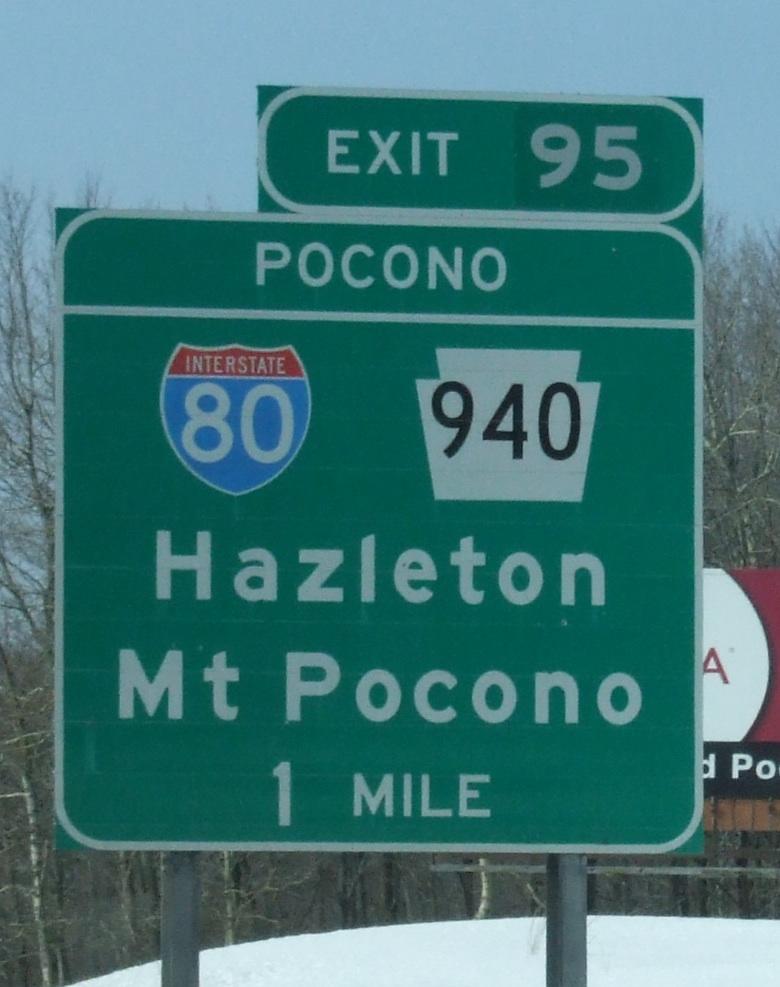 EXIT 95
POCONO
INTERSTATE
80
940
Hazleton
Mt Pocono
1 MILE
A